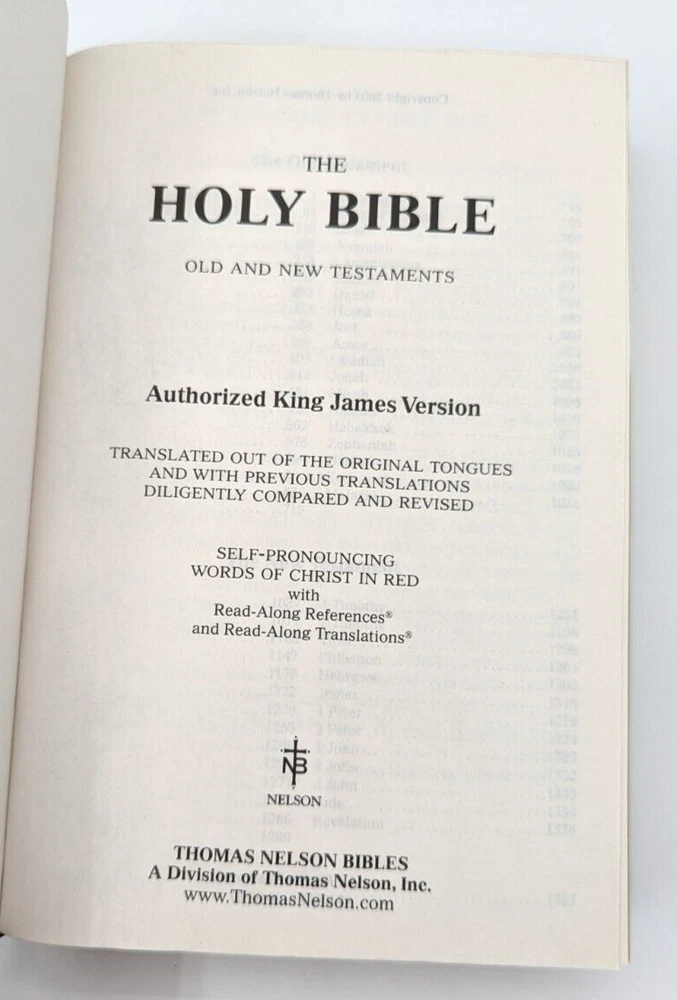 THE
HOLY BIBLE
OLD AND NEW TESTAMENTS
Authorized King James Version
TRANSLATED OUT OF THE ORIGINAL TONGUES
AND WITH PREVIOUS TRANSLATIONS
DILIGENTLY COMPARED AND REVISED
SELF-PRONOUNCING
WORDS OF CHRIST IN RED
with
Read-Along References®
and Read-Along Translations®
NB
NELSON
THOMAS NELSON BIBLES
A Division of Thomas Nelson, Inc.
www.ThomasNelson.com